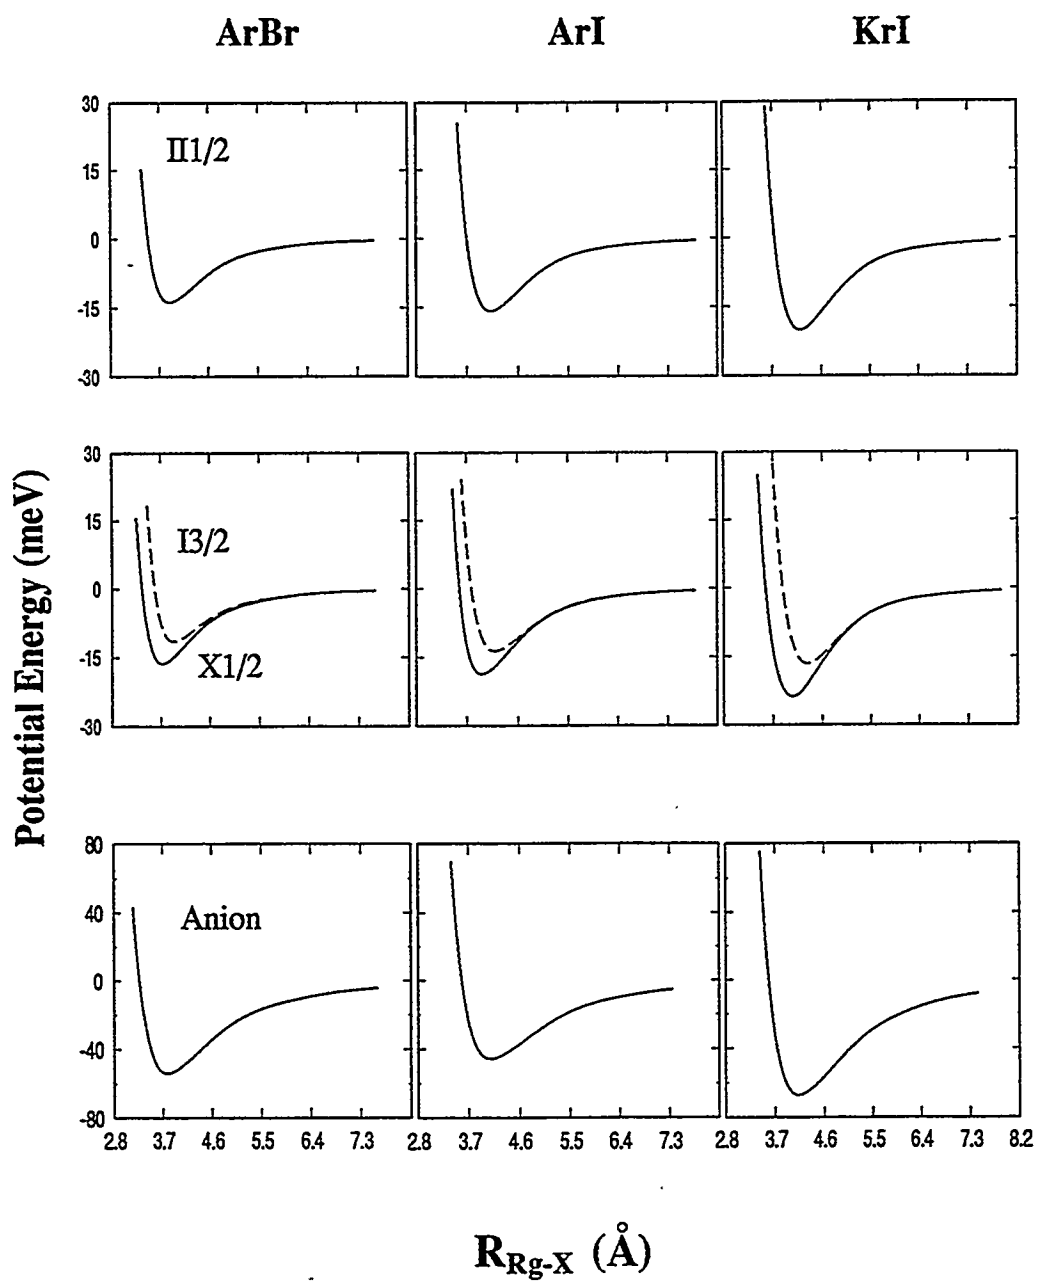 ArBr ArI KrI
30
15
0
-15
-30
II1/2
30
15
0
-15
-30
I3/2
X1/2
80
40
0
-40
-80
Anion
2.8 3.7 4.6 5.5 6.4 7.3 2.8 3.7 4.6 5.5 6.4 7.3 2.8 3.7 4.6 5.5 6.4 7.3 8.2
Potential Energy (meV)
R_Rg-X (Å)